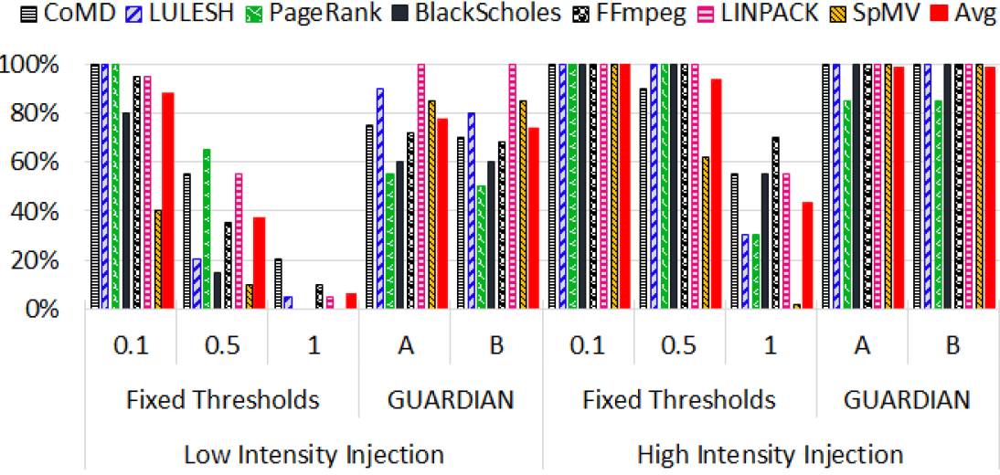 CoMD LULESH PageRank BlackScholes FFmpeg LINPACK SpMV Avg
100%
80%
60%
40%
20%
0%
0.1 0.5 1 A B 0.1 0.5 1 A B
Fixed Thresholds GUARDIAN Fixed Thresholds GUARDIAN
Low Intensity Injection High Intensity Injection